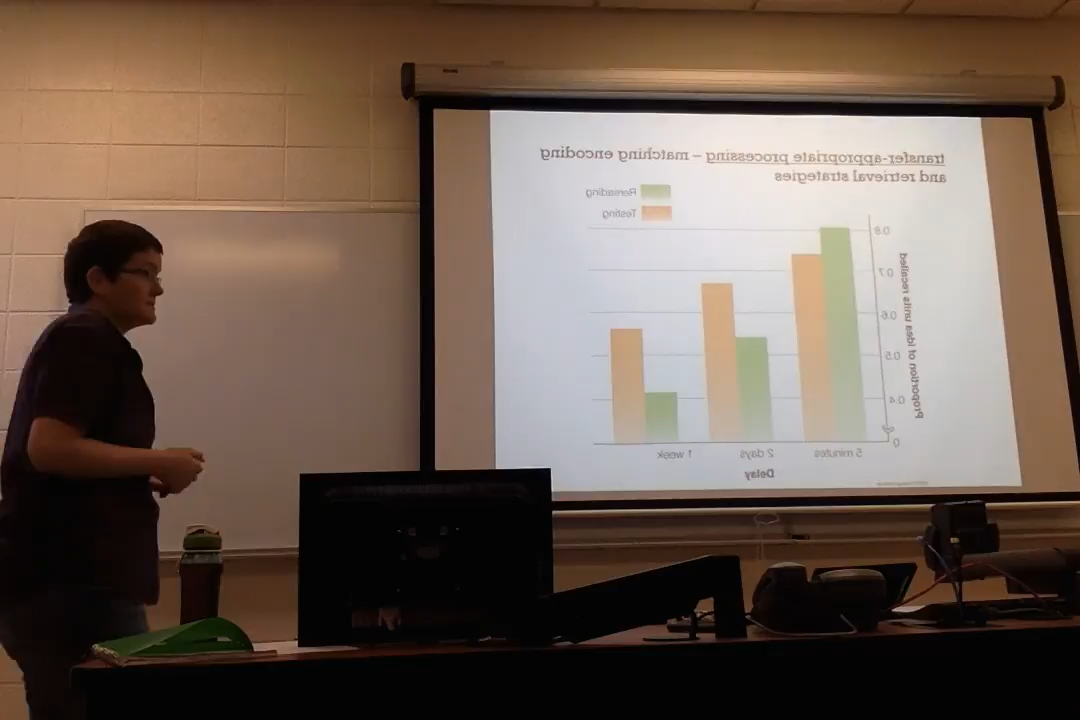 transfer-appropriate processing – matching encoding
and retrieval strategies
Rereading
Testing
Proportion of idea units recalled
0.8
0.7
0.6
0.5
0.4
0
5 minutes
2 days
1 week
Delay